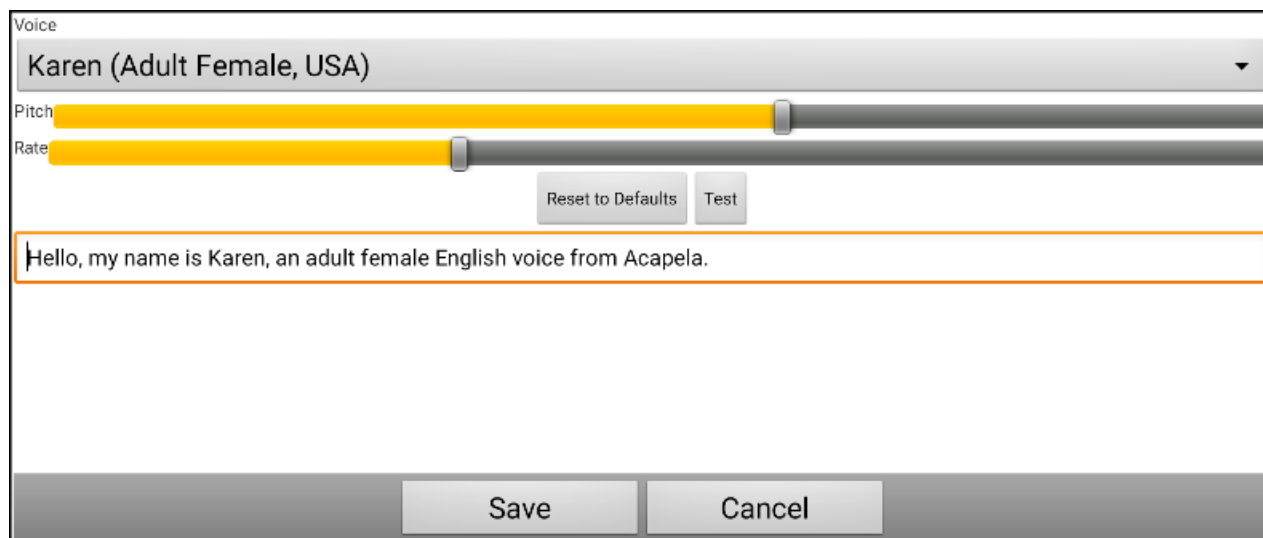 Voice
Karen (Adult Female, USA)
Pitch
Rate
Reset to Defaults Test
Hello, my name is Karen, an adult female English voice from Acapela.
Save Cancel